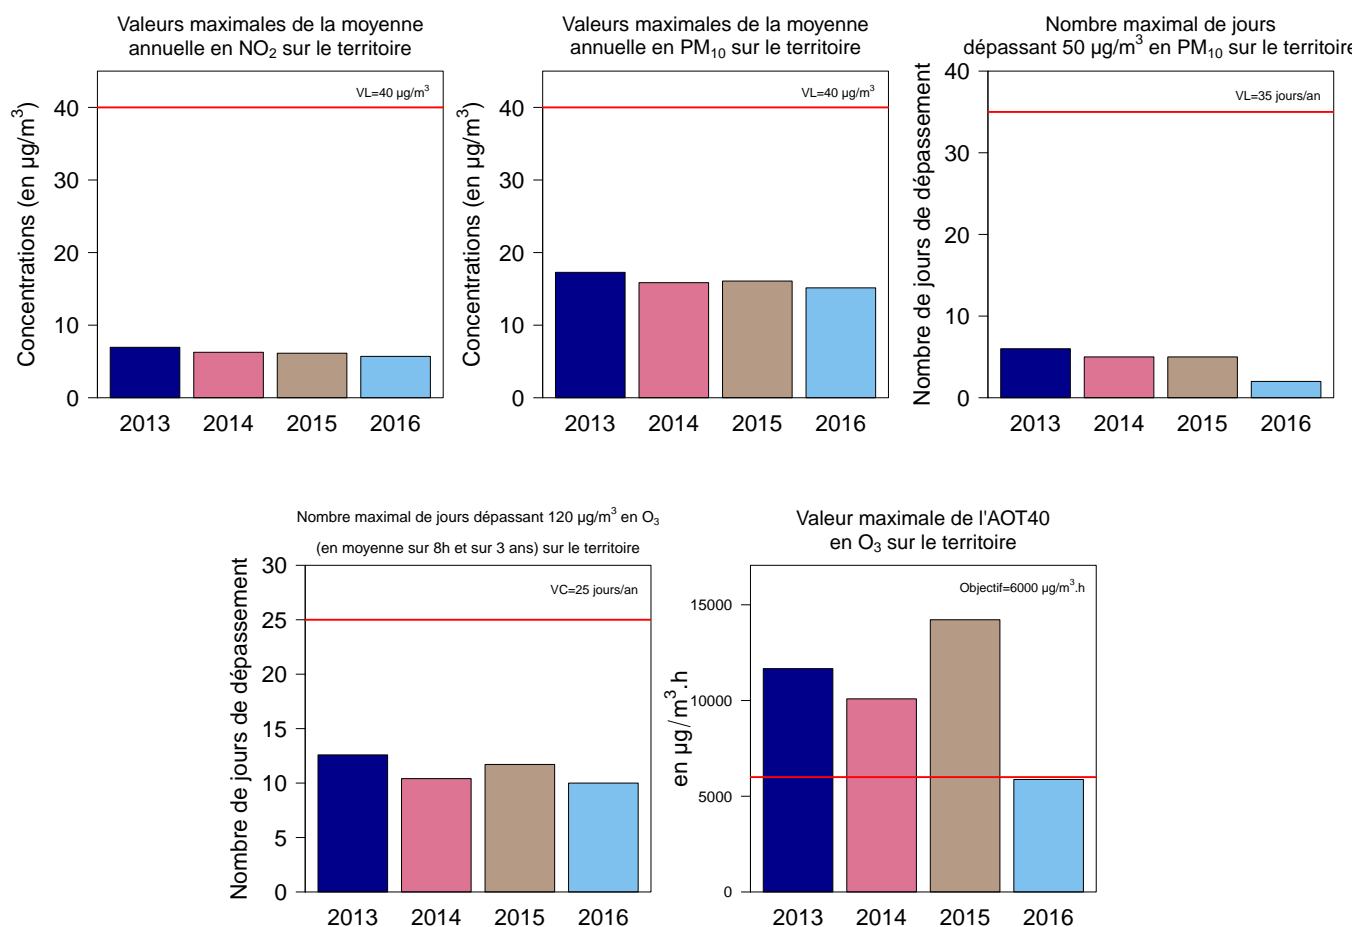 Valeurs maximales de la moyenne
annuelle en NO₂ sur le territoire
VL=40 µg/m³
Concentrations (en µg/m³)
40
30
20
10
0
2013 2014 2015 2016
Valeurs maximales de la moyenne
annuelle en PM₁₀ sur le territoire
VL=40 µg/m³
Concentrations (en µg/m³)
40
30
20
10
0
2013 2014 2015 2016
Nombre maximal de jours
dépassant 50 µg/m³ en PM₁₀ sur le territoire
VL=35 jours/an
Nombre de jours de dépassement
40
30
20
10
0
2013 2014 2015 2016
Nombre maximal de jours dépassant 120 µg/m³ en O₃
(en moyenne sur 8h et sur 3 ans) sur le territoire
VC=25 jours/an
Nombre de jours de dépassement
30
25
20
15
10
5
0
2013 2014 2015 2016
Valeur maximale de l'AOT40
en O₃ sur le territoire
Objectif=6000 µg/m³.h
en µg/m³.h
15000
10000
5000
0
2013 2014 2015 2016